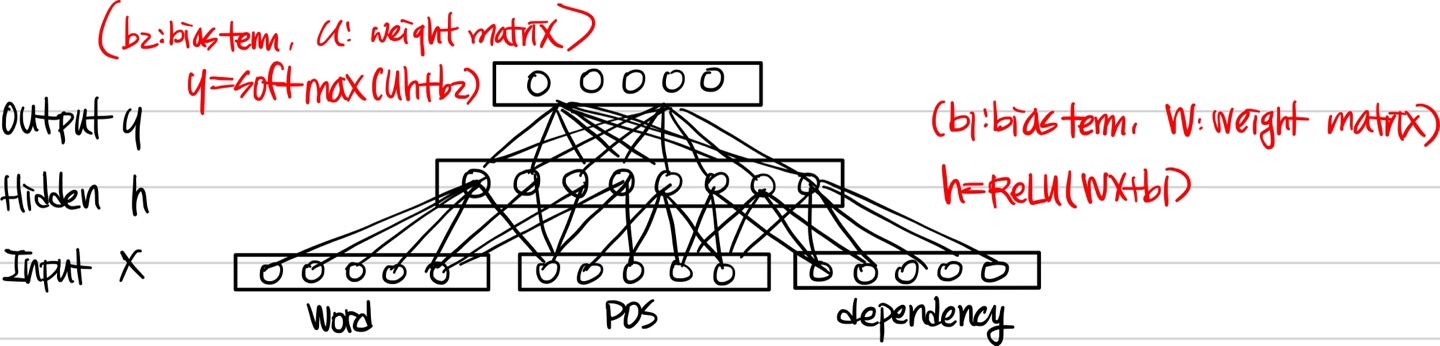 (b2:bias term, U: weight matrix)
y=softmax(Uh+b2)
Output y
(b1:bias term, W: weight matrix)
Hidden h
h=ReLU(Wx+b1)
Input X
Word
POS
dependency